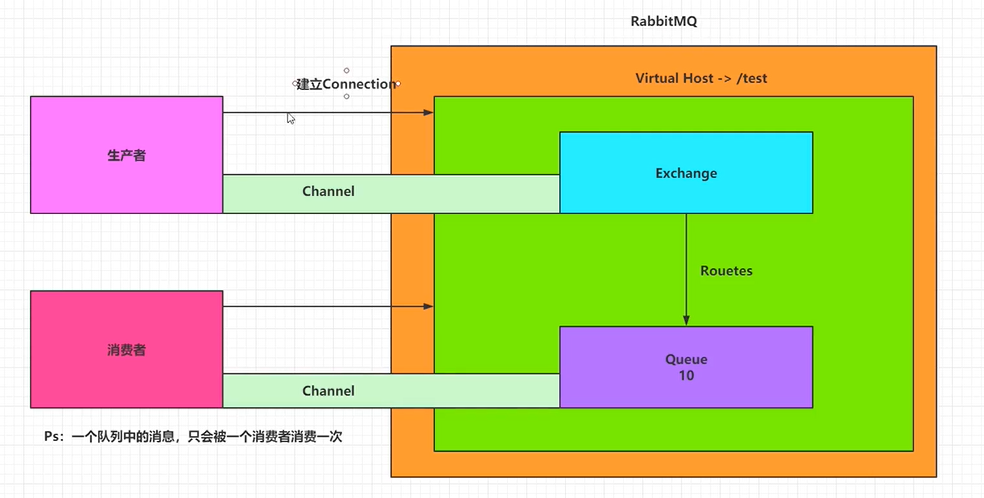 RabbitMQ
建立Connection
Virtual Host -> /test
生产者
Exchange
Channel
Rouetes
消费者
Queue
10
Channel
Ps：一个队列中的消息，只会被一个消费者消费一次